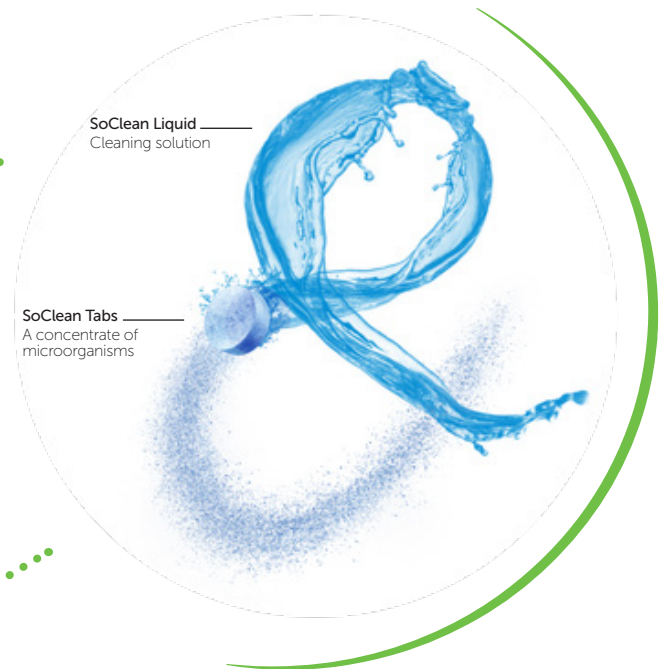 SoClean Liquid
Cleaning solution
SoClean Tabs
A concentrate of
microorganisms